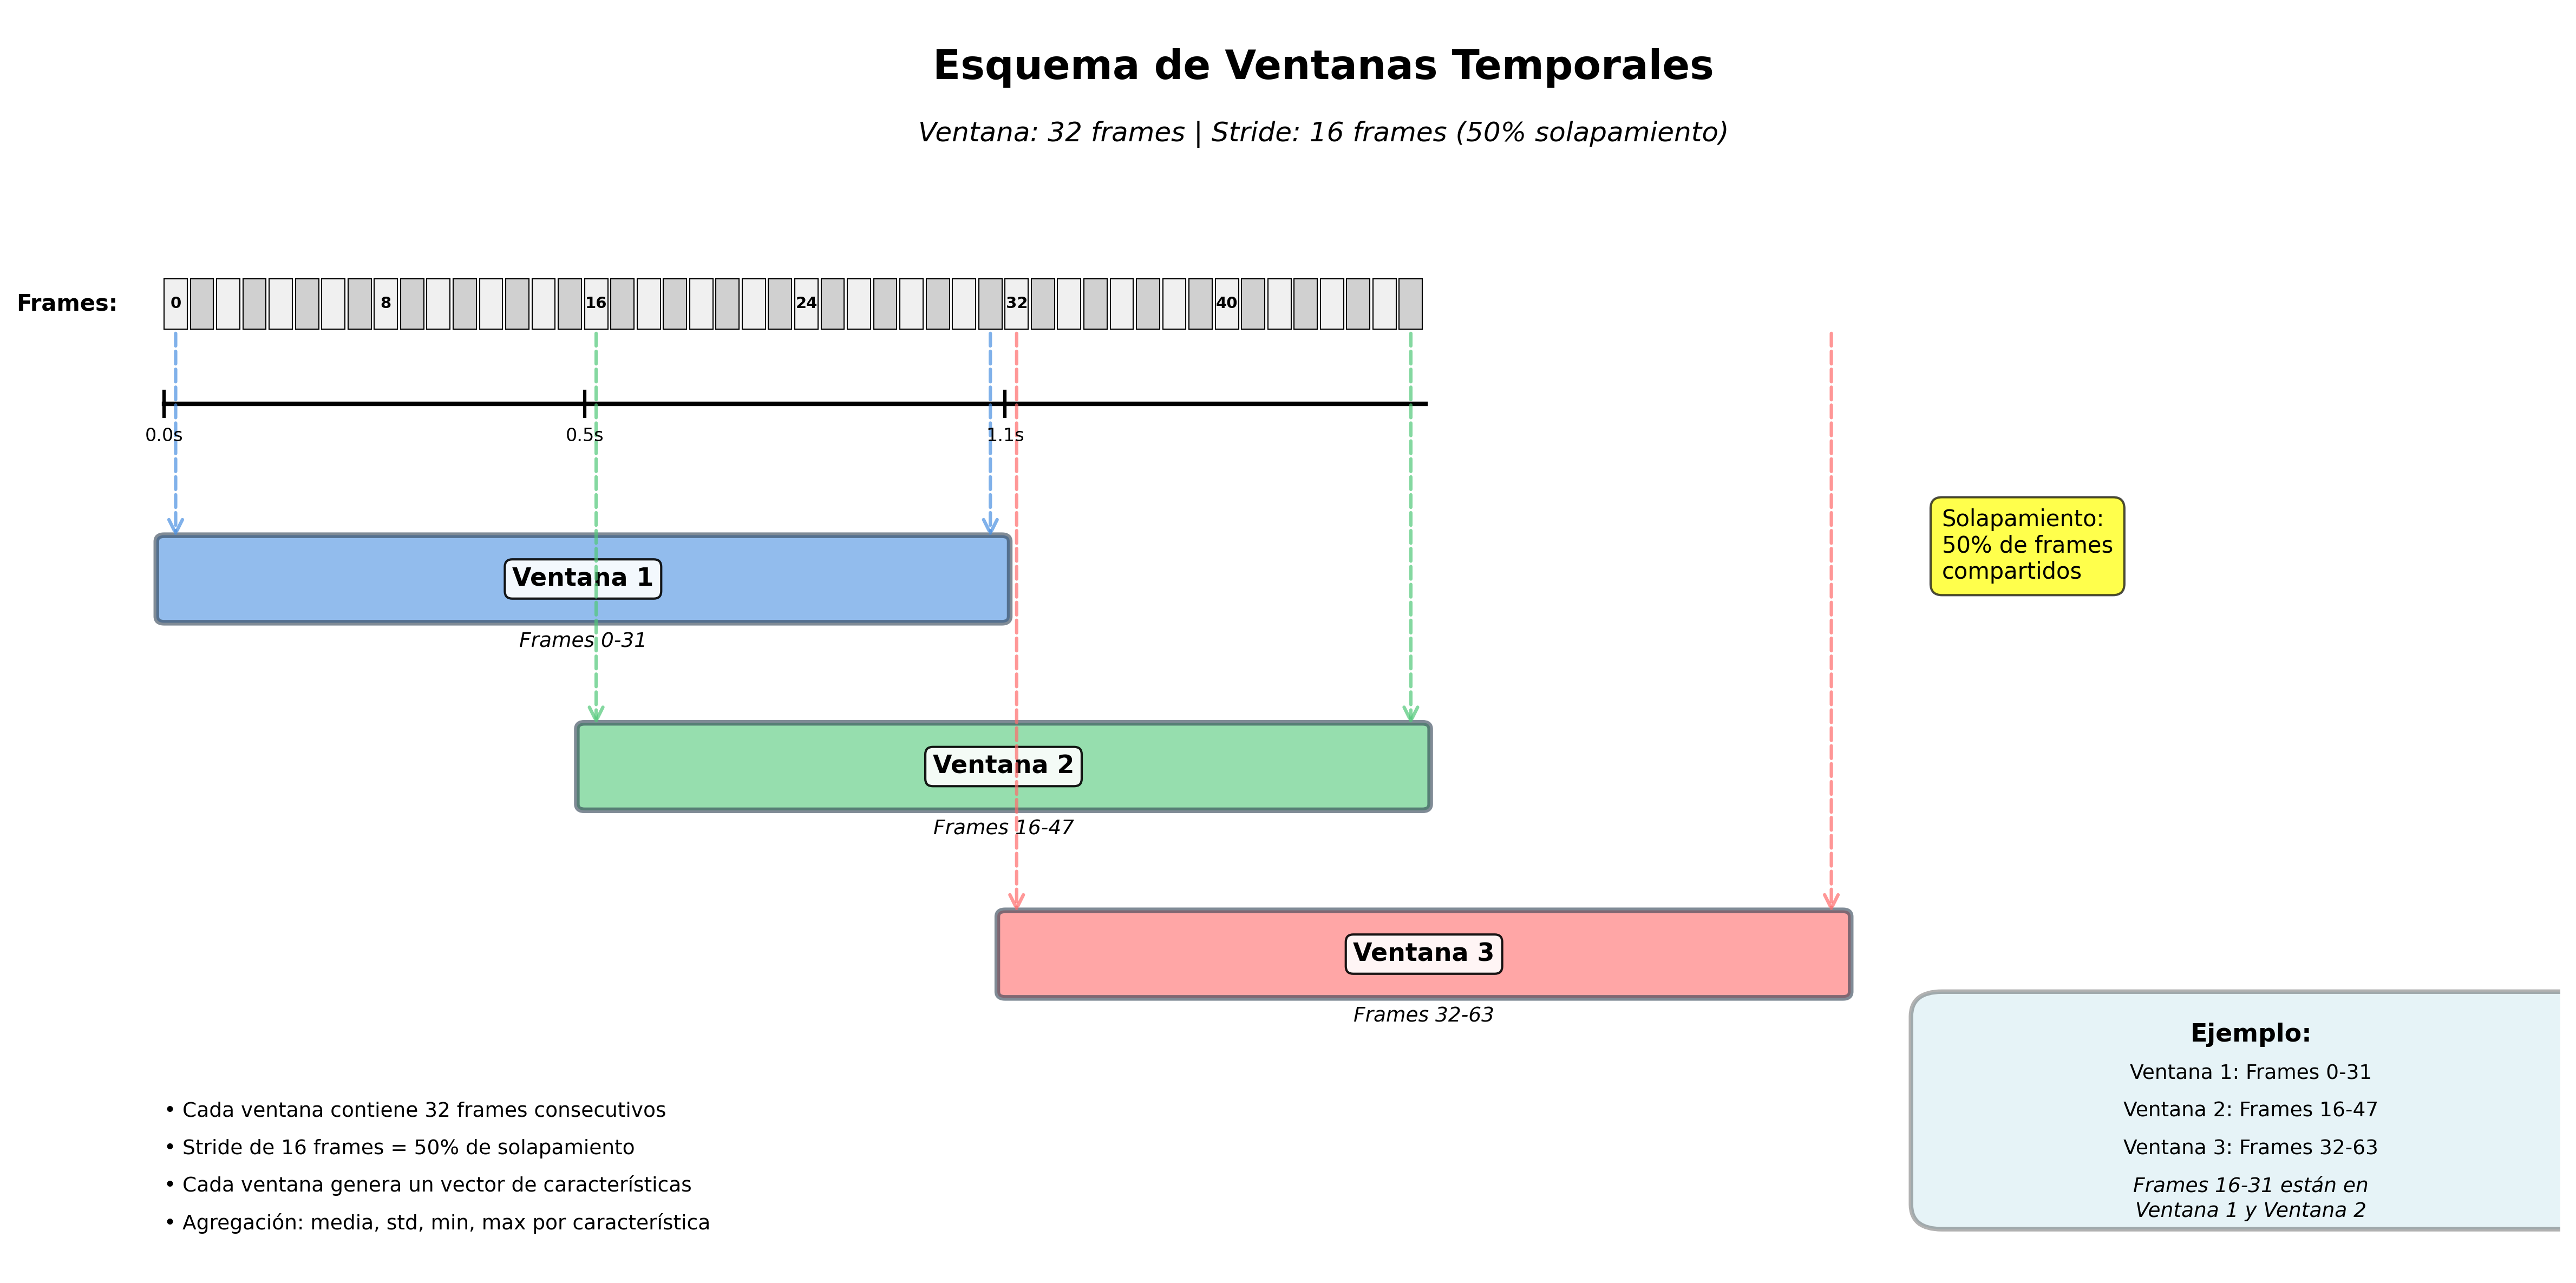 Esquema de Ventanas Temporales
Ventana: 32 frames | Stride: 16 frames (50% solapamiento)
Frames:
0 8 16 24 32 40
0.0s 0.5s 1.1s
Solapamiento:
50% de frames
compartidos
Ventana 1
Frames 0-31
Ventana 2
Frames 16-47
Ventana 3
Frames 32-63
• Cada ventana contiene 32 frames consecutivos
• Stride de 16 frames = 50% de solapamiento
• Cada ventana genera un vector de características
• Agregación: media, std, min, max por característica
Ejemplo:
Ventana 1: Frames 0-31
Ventana 2: Frames 16-47
Ventana 3: Frames 32-63
Frames 16-31 están en
Ventana 1 y Ventana 2